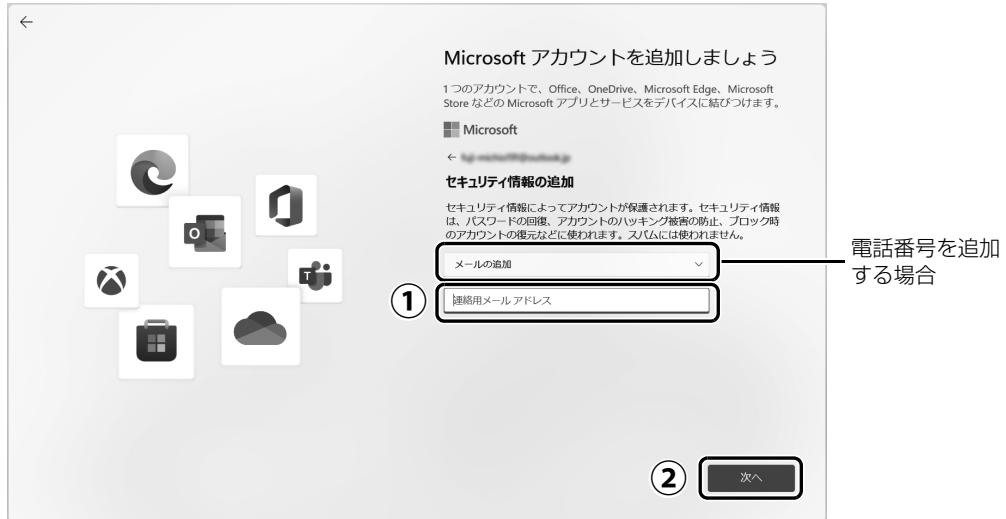 ←
Microsoft アカウントを追加しましょう
1 つのアカウントで、Office、OneDrive、Microsoft Edge、Microsoft
Store などの Microsoft アプリとサービスをデバイスに結びつけます。
Microsoft
←
セキュリティ情報の追加
セキュリティ情報によってアカウントが保護されます。セキュリティ情報
は、パスワードの回復、アカウントのハッキング被害の防止、ブロック時
のアカウントの復元などに使われます。スパムには使われません。
メールの追加
電話番号を追加
する場合
①
連絡用メール アドレス
②
次へ